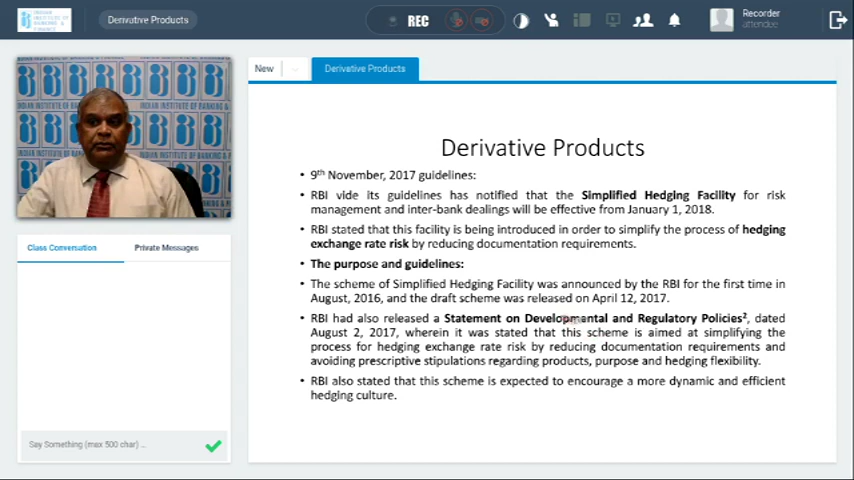 INDIAN INSTITUTE OF BANKING & FINANCE
Derivative Products
REC
Recorder
attendee
New
Derivative Products
Derivative Products
• 9th November, 2017 guidelines:
• RBI vide its guidelines has notified that the Simplified Hedging Facility for risk
management and inter-bank dealings will be effective from January 1, 2018.
• RBI stated that this facility is being introduced in order to simplify the process of hedging
exchange rate risk by reducing documentation requirements.
• The purpose and guidelines:
• The scheme of Simplified Hedging Facility was announced by the RBI for the first time in
August, 2016, and the draft scheme was released on April 12, 2017.
• RBI had also released a Statement on Developmental and Regulatory Policies², dated
August 2, 2017, wherein it was stated that this scheme is aimed at simplifying the
process for hedging exchange rate risk by reducing documentation requirements and
avoiding prescriptive stipulations regarding products, purpose and hedging flexibility.
• RBI also stated that this scheme is expected to encourage a more dynamic and efficient
hedging culture.
Class Conversation
Private Messages
Say Something (max 500 char) ...